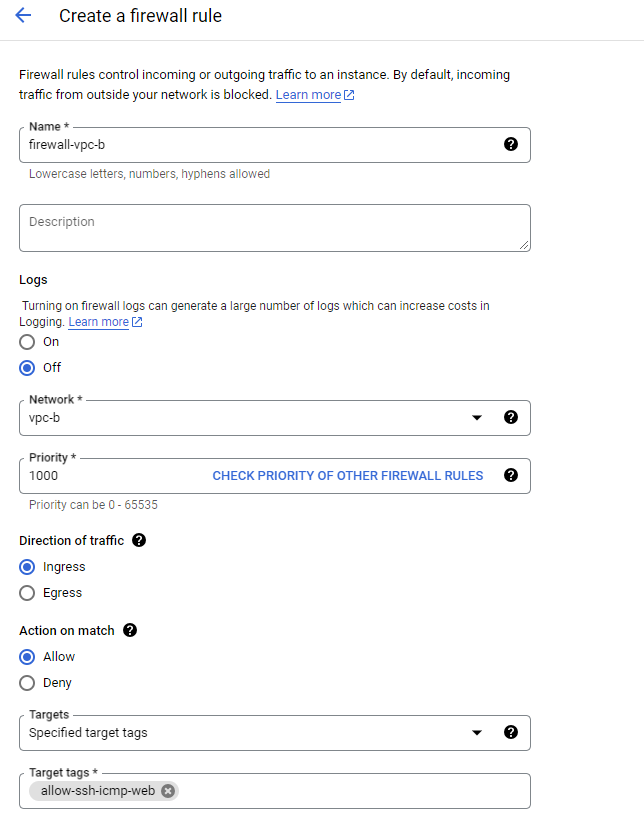 Create a firewall rule
Firewall rules control incoming or outgoing traffic to an instance. By default, incoming
traffic from outside your network is blocked. Learn more
Name *
firewall-vpc-b
Lowercase letters, numbers, hyphens allowed
Description
Logs
Turning on firewall logs can generate a large number of logs which can increase costs in
Logging. Learn more
On
Off
Network *
vpc-b
Priority *
1000 CHECK PRIORITY OF OTHER FIREWALL RULES
Priority can be 0 - 65535
Direction of traffic
Ingress
Egress
Action on match
Allow
Deny
Targets
Specified target tags
Target tags *
allow-ssh-icmp-web